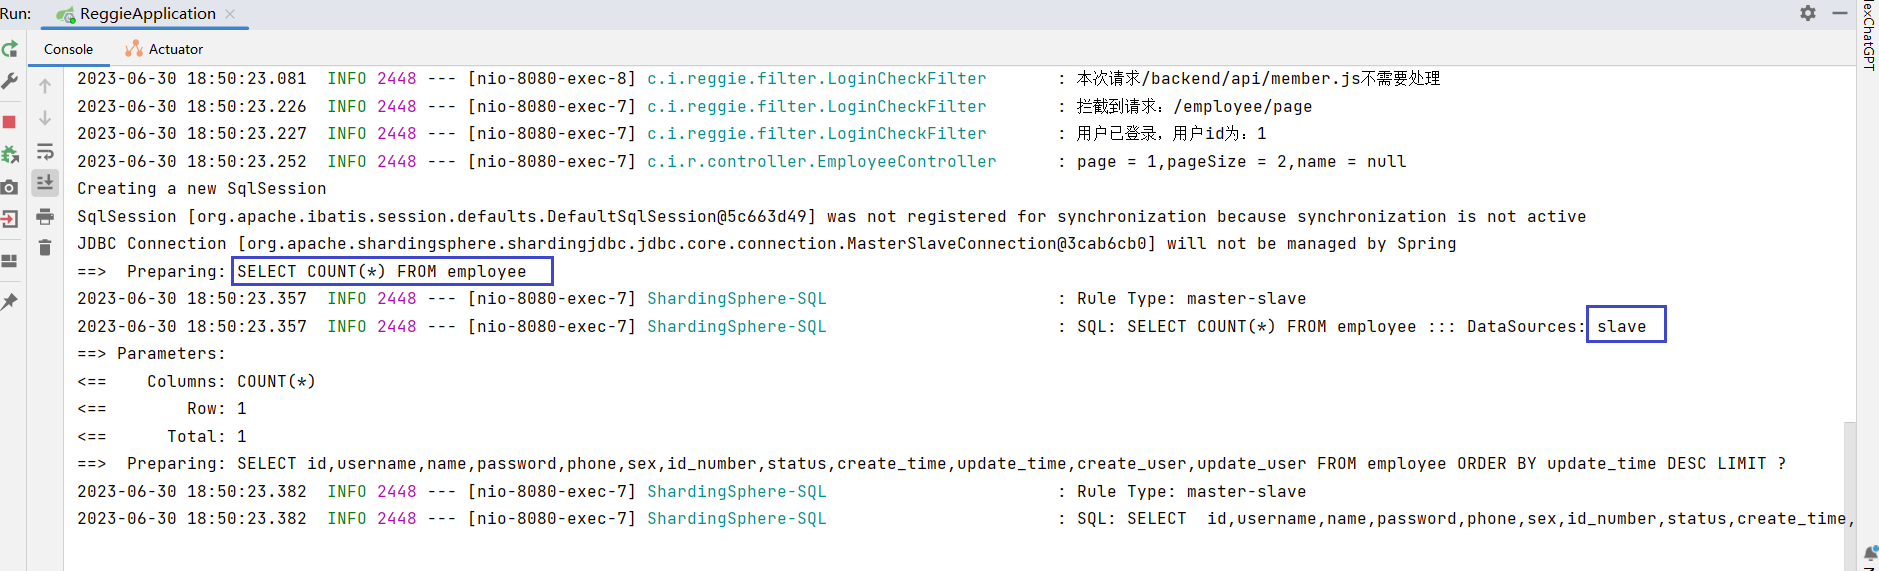 Run: ReggieApplication
Console Actuator
2023-06-30 18:50:23.081  INFO 2448 --- [nio-8080-exec-8] c.i.reggie.filter.LoginCheckFilter       : 本次请求/backend/api/member.js不需要处理
2023-06-30 18:50:23.226  INFO 2448 --- [nio-8080-exec-7] c.i.reggie.filter.LoginCheckFilter       : 拦截到请求：/employee/page
2023-06-30 18:50:23.227  INFO 2448 --- [nio-8080-exec-7] c.i.reggie.filter.LoginCheckFilter       : 用户已登录，用户id为：1
2023-06-30 18:50:23.252  INFO 2448 --- [nio-8080-exec-7] c.i.r.controller.EmployeeController      : page = 1,pageSize = 2,name = null
Creating a new SqlSession
SqlSession [org.apache.ibatis.session.defaults.DefaultSqlSession@5c663d49] was not registered for synchronization because synchronization is not active
JDBC Connection [org.apache.shardingsphere.shardingjdbc.jdbc.core.connection.MasterSlaveConnection@3cab6cb0] will not be managed by Spring
==>  Preparing: SELECT COUNT(*) FROM employee
2023-06-30 18:50:23.357  INFO 2448 --- [nio-8080-exec-7] ShardingSphere-SQL                       : Rule Type: master-slave
2023-06-30 18:50:23.357  INFO 2448 --- [nio-8080-exec-7] ShardingSphere-SQL                       : SQL: SELECT COUNT(*) FROM employee ::: DataSources: slave
==> Parameters:
<==    Columns: COUNT(*)
<==        Row: 1
<==      Total: 1
==>  Preparing: SELECT id,username,name,password,phone,sex,id_number,status,create_time,update_time,create_user,update_user FROM employee ORDER BY update_time DESC LIMIT ?
2023-06-30 18:50:23.382  INFO 2448 --- [nio-8080-exec-7] ShardingSphere-SQL                       : Rule Type: master-slave
2023-06-30 18:50:23.382  INFO 2448 --- [nio-8080-exec-7] ShardingSphere-SQL                       : SQL: SELECT  id,username,name,password,phone,sex,id_number,status,create_time,
exChatGPT